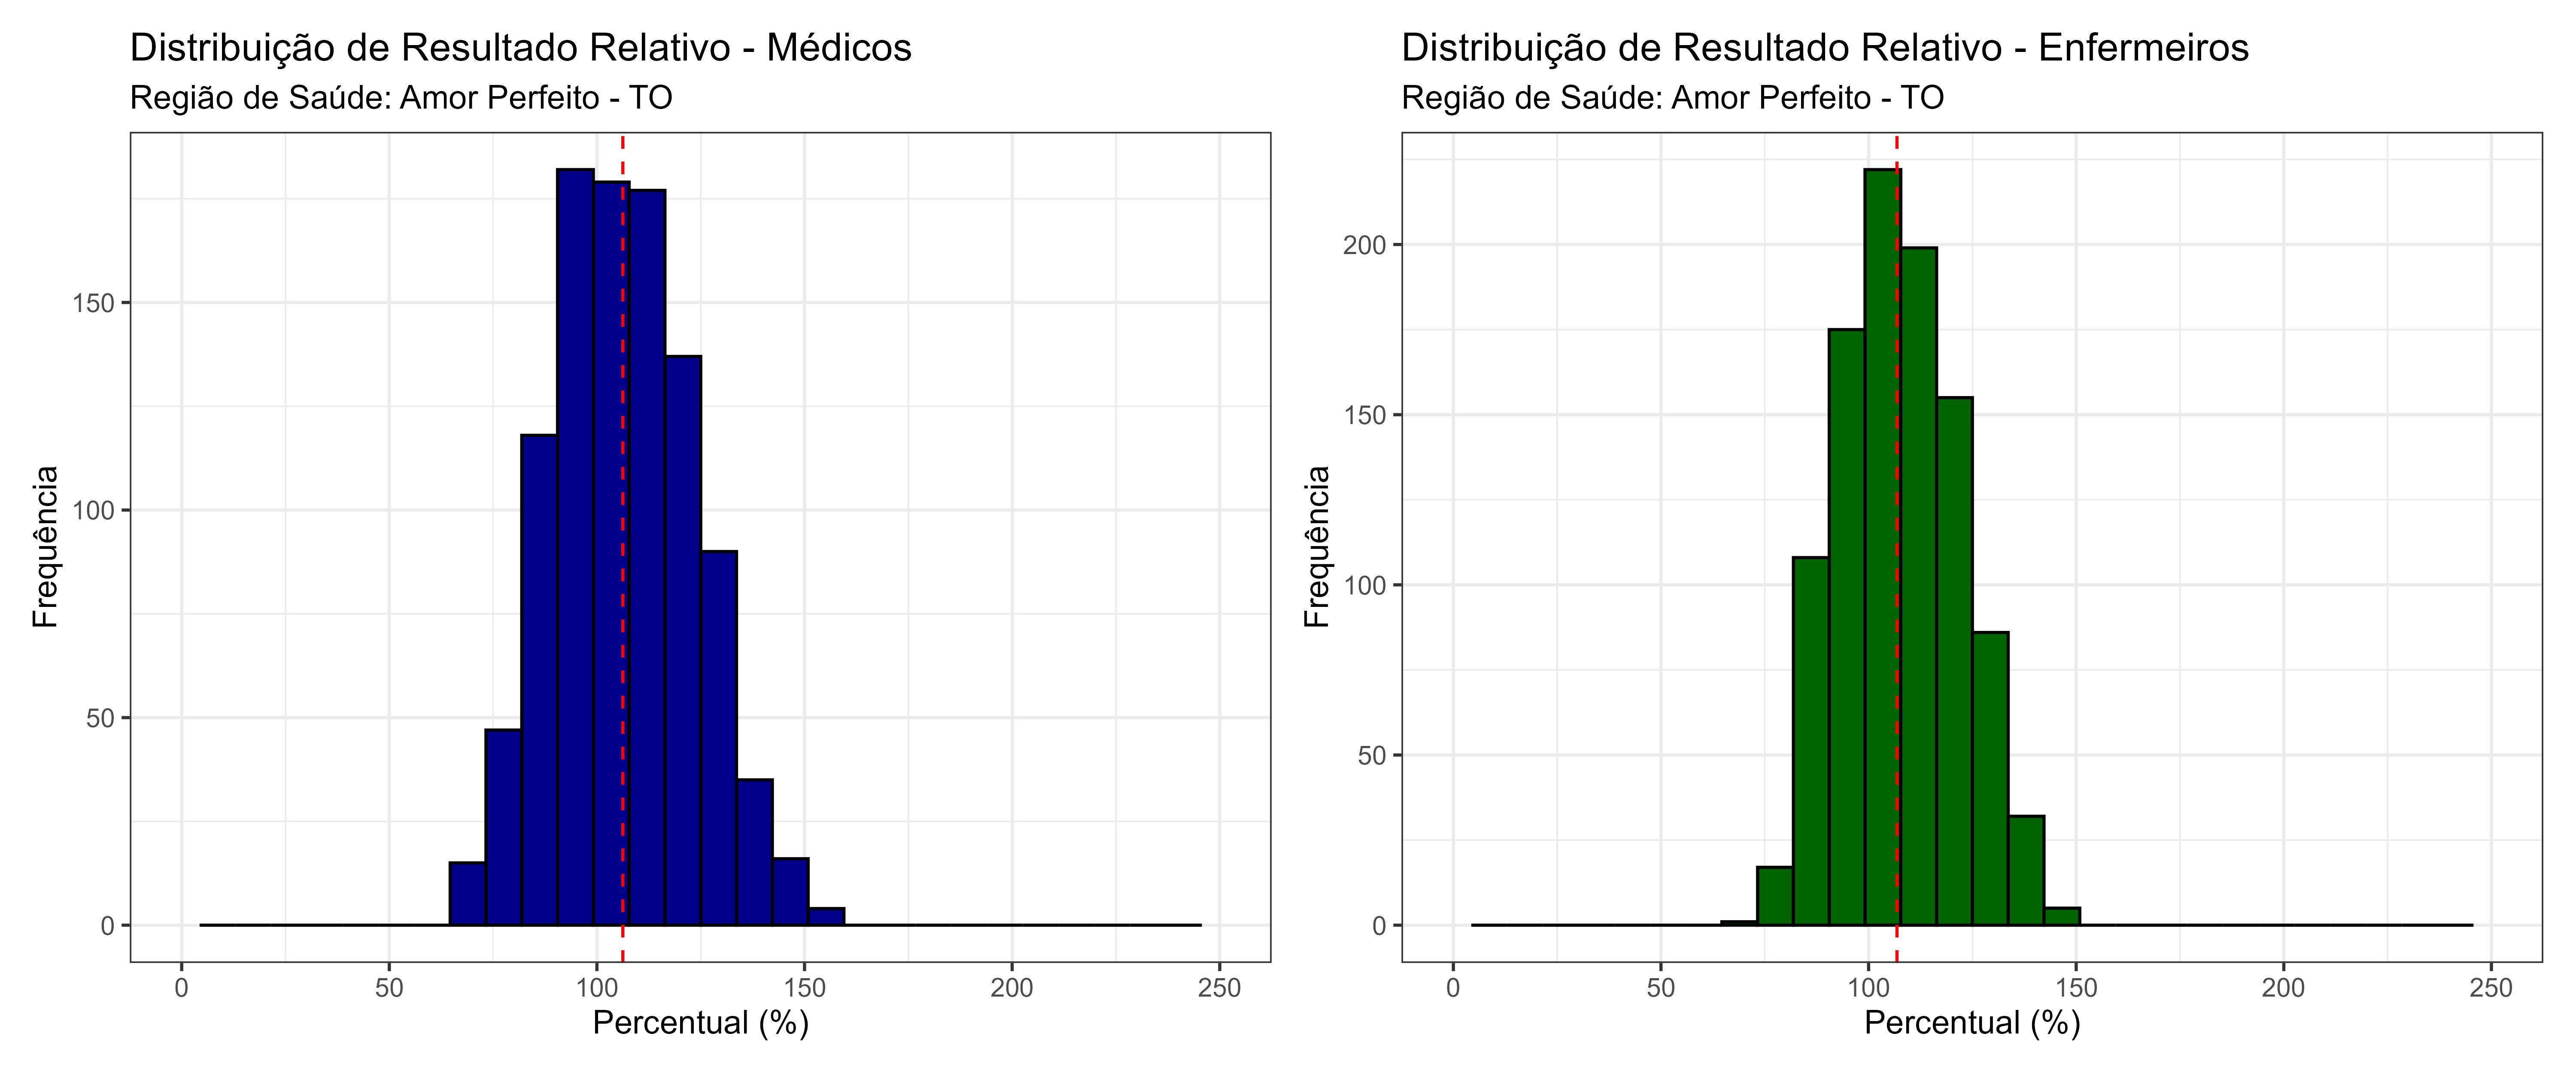 Distribuição de Resultado Relativo - Médicos
Região de Saúde: Amor Perfeito - TO
Frequência
150
100
50
0
0 50 100 150 200 250
Percentual (%)
Distribuição de Resultado Relativo - Enfermeiros
Região de Saúde: Amor Perfeito - TO
Frequência
200
150
100
50
0
0 50 100 150 200 250
Percentual (%)